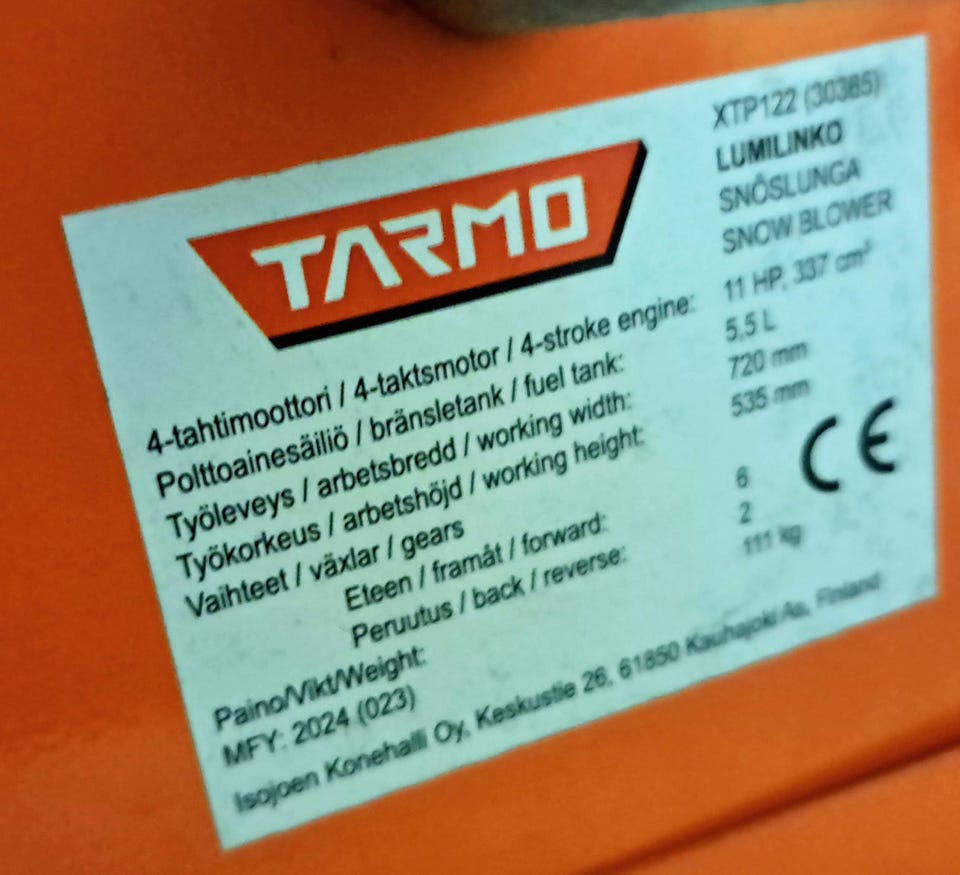 TARMO
XTP122 (30385)
LUMILINKO
SNÖSLUNGA
SNOW BLOWER
4-tahtimoottori / 4-taktsmotor / 4-stroke engine: 11 HP, 337 cm³
Polttoainesäiliö / bränsletank / fuel tank: 5,5 L
Työleveys / arbetsbredd / working width: 720 mm
Työkorkeus / arbetshöjd / working height: 535 mm
Vaihteet / växlar / gears
Eteen / framåt / forward: 6
Peruutus / back / reverse: 2
Paino/Vikt/Weight: 111 kg
MFY: 2024 (023)
Isojoen Konehalli Oy, Keskustie 26, 61850 Kauhajoki As, Finland
CE